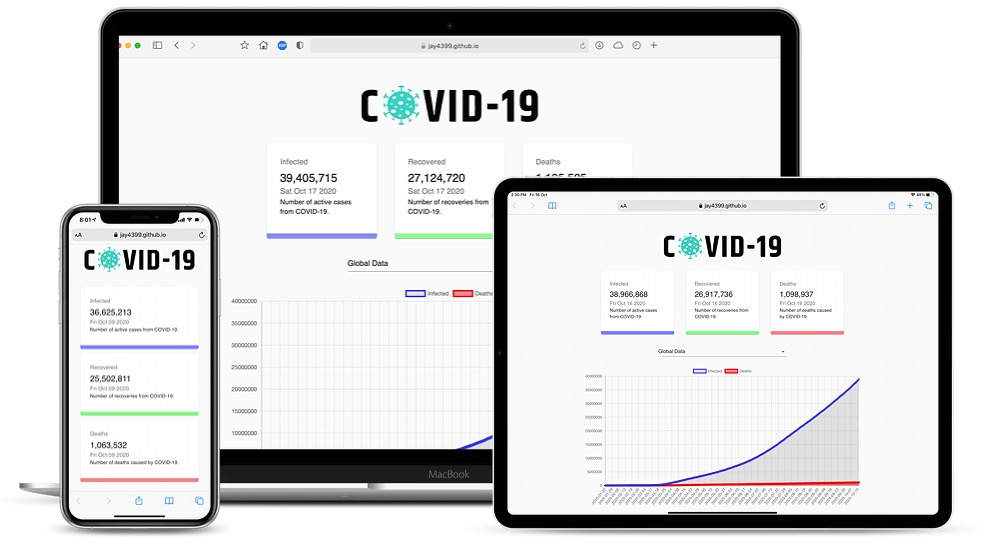 jay4399.github.io
COVID-19
Infected
39,405,715
Sat Oct 17 2020
Number of active cases
from COVID-19.
Recovered
27,124,720
Sat Oct 17 2020
Number of recoveries from
COVID-19.
Deaths
Global Data
Infected Deaths
40000000
35000000
30000000
25000000
20000000
15000000
10000000
MacBook
8:01
AA jay4399.github.io
COVID-19
Infected
36,625,213
Fri Oct 09 2020
Number of active cases from COVID-19.
Recovered
25,502,811
Fri Oct 09 2020
Number of recoveries from COVID-19.
Deaths
1,063,532
Fri Oct 09 2020
Number of deaths caused by COVID-19.
2:30 PM Fri 16 Oct
AA jay4399.github.io
COVID-19
Infected
38,966,868
Fri Oct 16 2020
Number of active cases
from COVID-19.
Recovered
26,917,736
Fri Oct 16 2020
Number of recoveries from
COVID-19.
Deaths
1,098,937
Fri Oct 16 2020
Number of deaths caused
by COVID-19.
Global Data
Infected Deaths
40000000
35000000
30000000
25000000
20000000
15000000
10000000
5000000
0